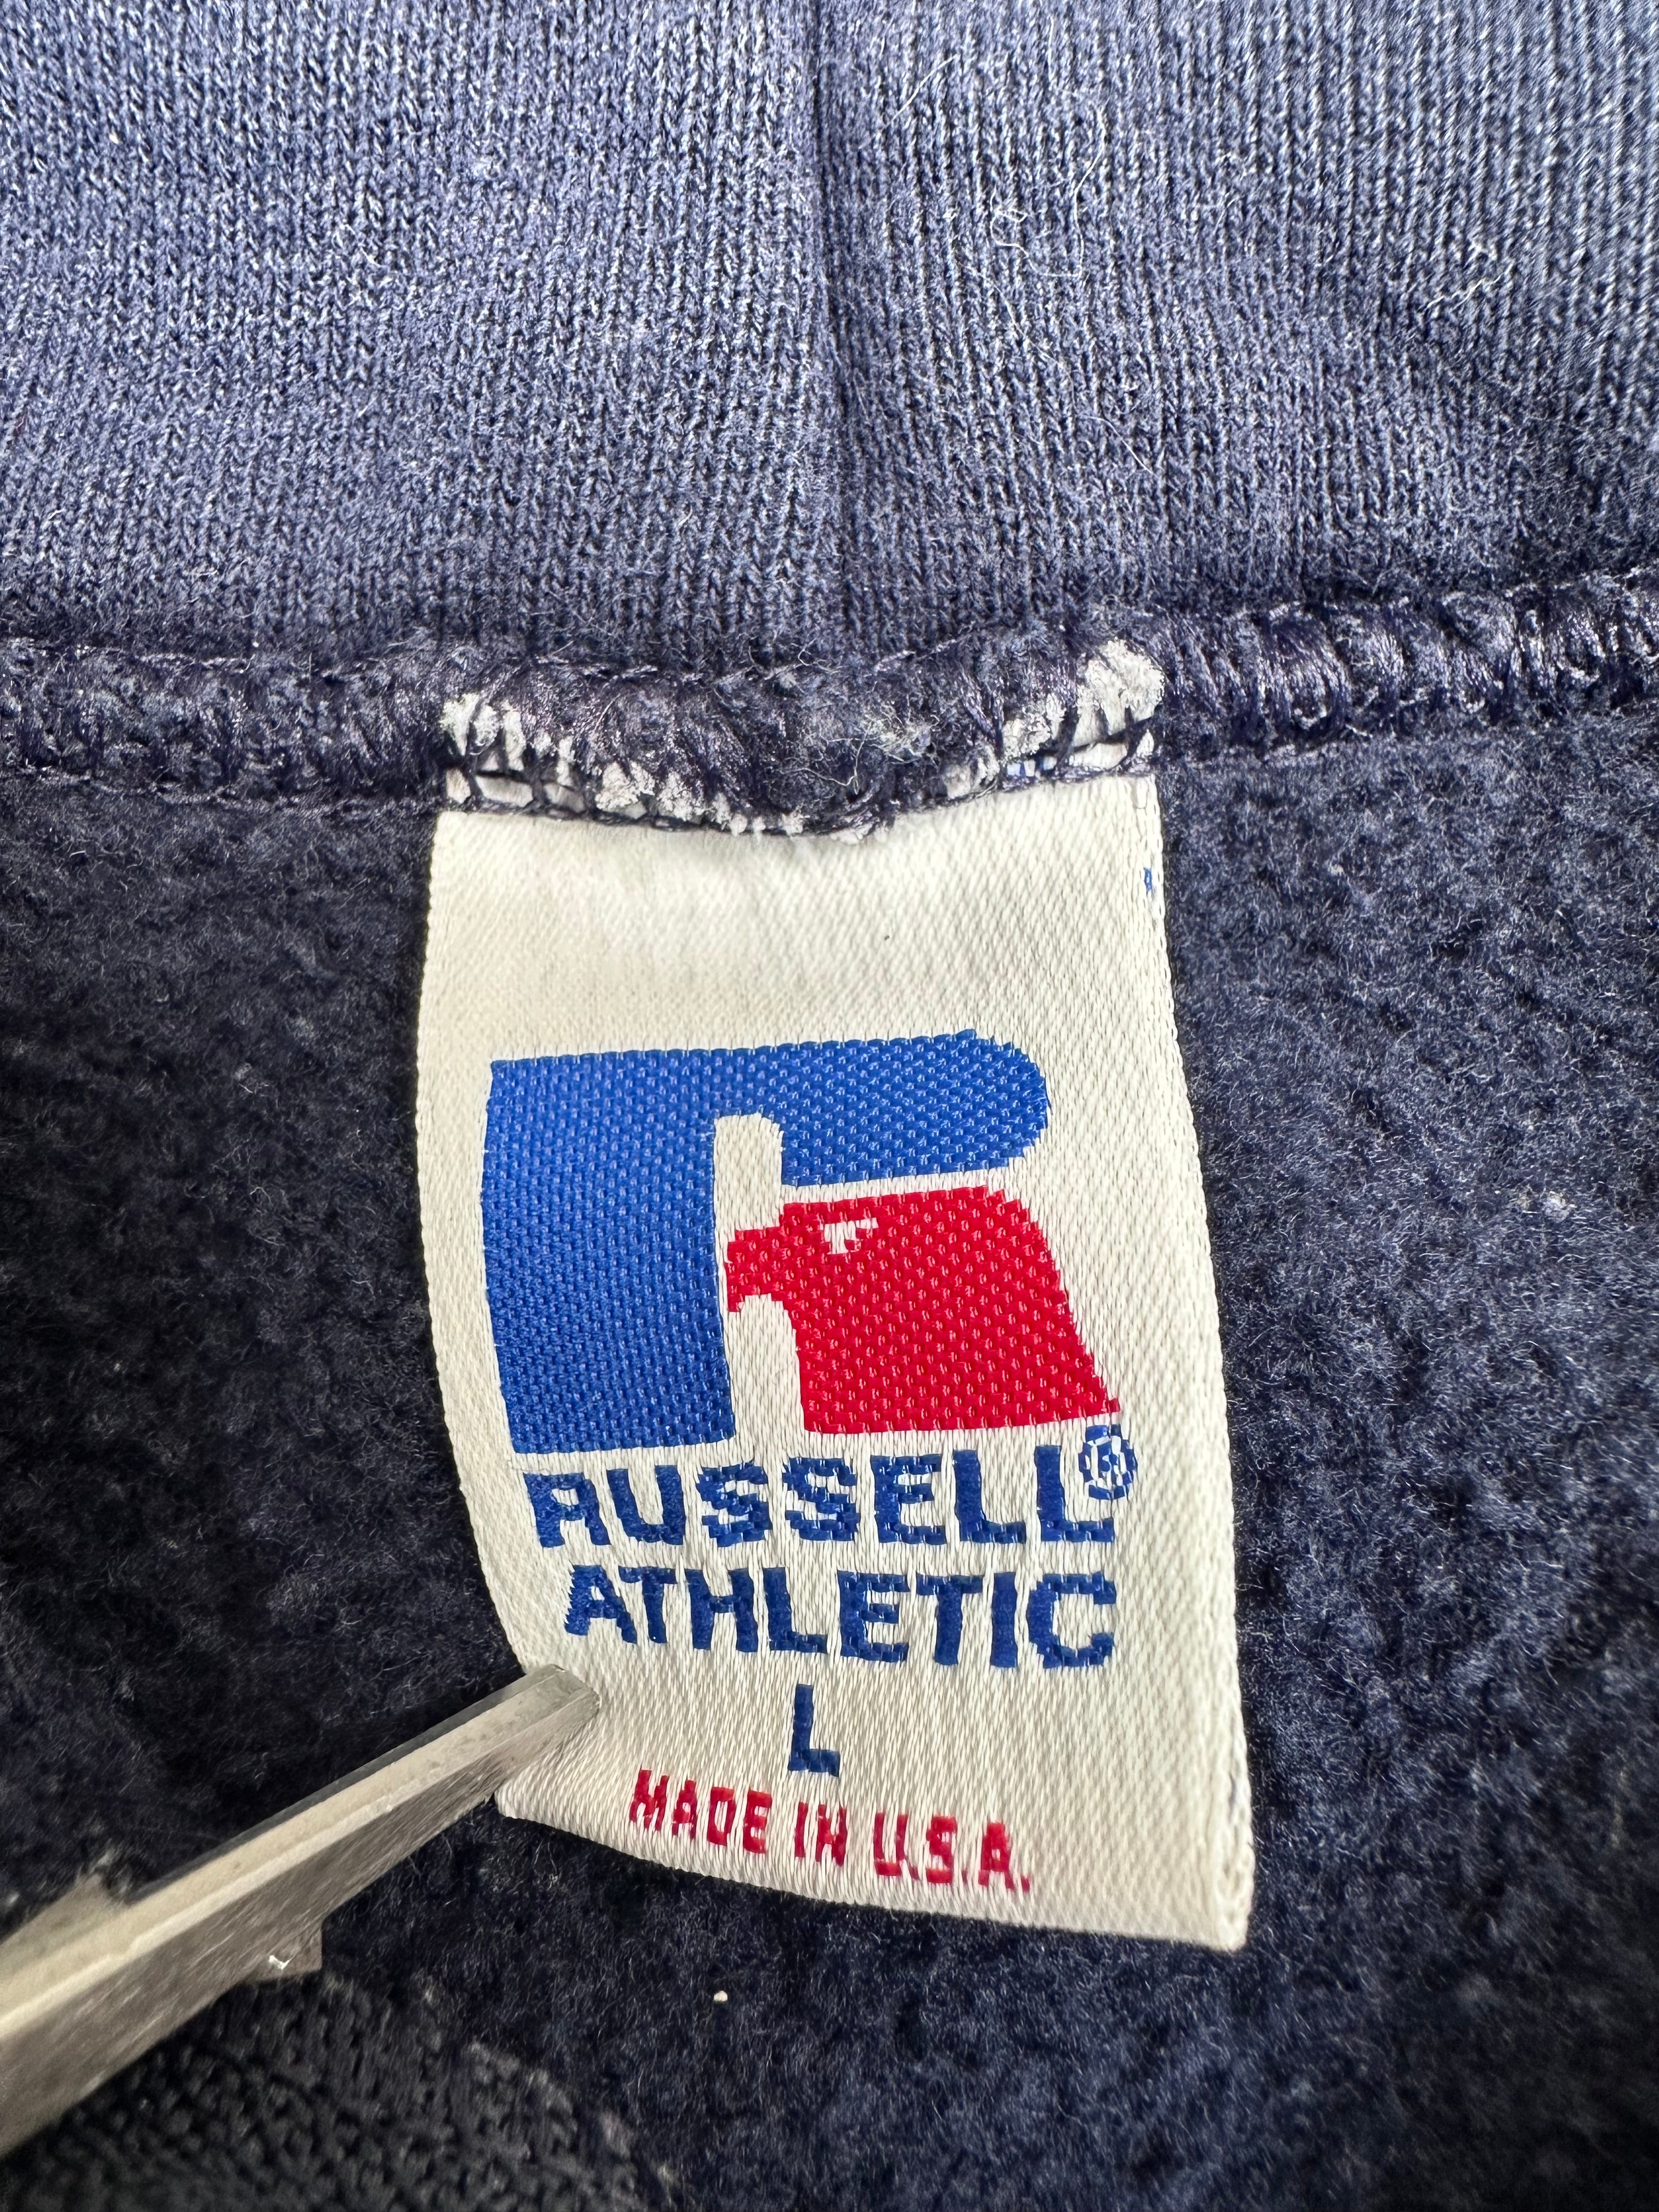 RUSSELL®
ATHLETIC
L
MADE IN U.S.A.